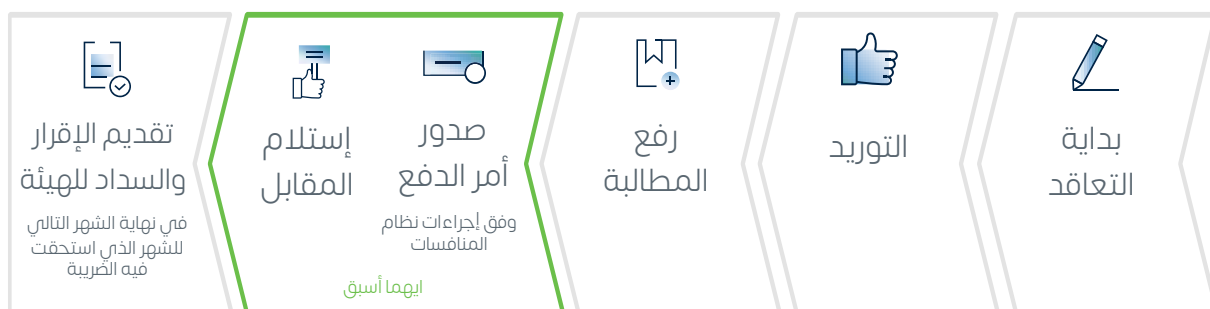 بداية
التعاقد
التوريد
رفع
المطالبة
صدور
أمر الدفع
وفق إجراءات نظام
المنافسات
إستلام
المقابل
ايهما أسبق
تقديم الإقرار
والسداد للهيئة
في نهاية الشهر التالي
للشهر الذي استحقت
فيه الضريبة